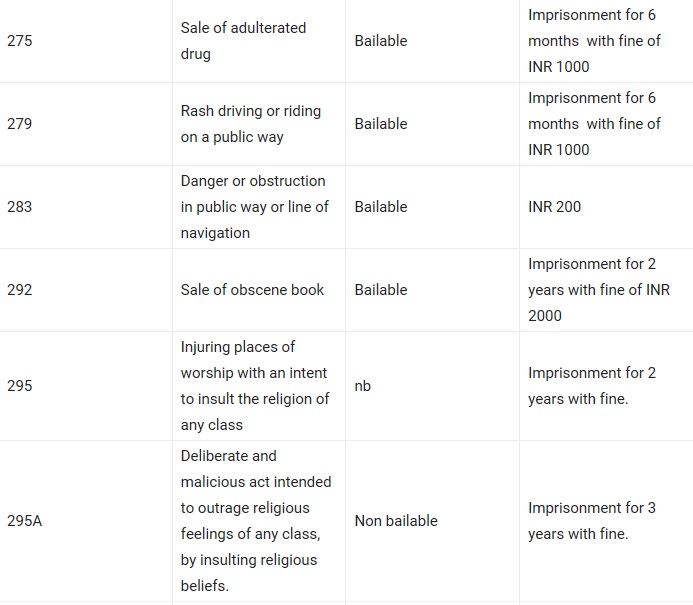 275
Sale of adulterated
drug
Bailable
Imprisonment for 6
months  with fine of
INR 1000
279
Rash driving or riding
on a public way
Bailable
Imprisonment for 6
months  with fine of
INR 1000
283
Danger or obstruction
in public way or line of
navigation
Bailable
INR 200
292
Sale of obscene book
Bailable
Imprisonment for 2
years with fine of INR
2000
295
Injuring places of
worship with an intent
to insult the religion of
any class
nb
Imprisonment for 2
years with fine.
295A
Deliberate and
malicious act intended
to outrage religious
feelings of any class,
by insulting religious
beliefs.
Non bailable
Imprisonment for 3
years with fine.